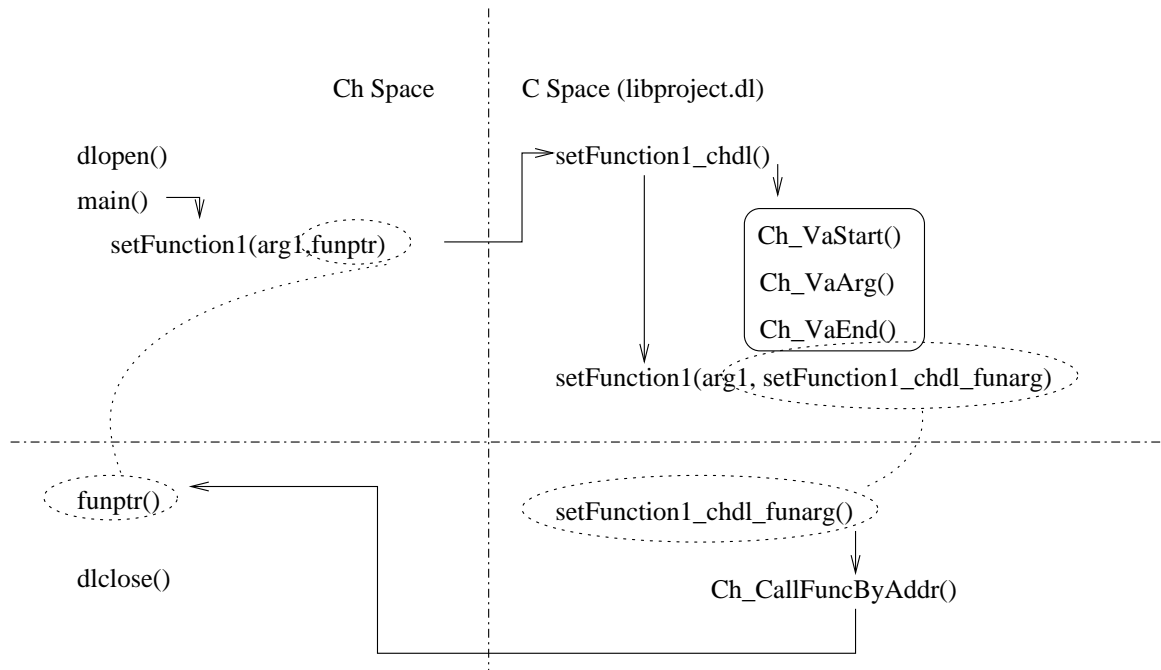 Ch Space
C Space (libproject.dl)
dlopen()
main()
setFunction1(arg1,funptr)
setFunction1_chdl()
Ch_VaStart()
Ch_VaArg()
Ch_VaEnd()
setFunction1(arg1, setFunction1_chdl_funarg)
funptr()
dlclose()
setFunction1_chdl_funarg()
Ch_CallFuncByAddr()